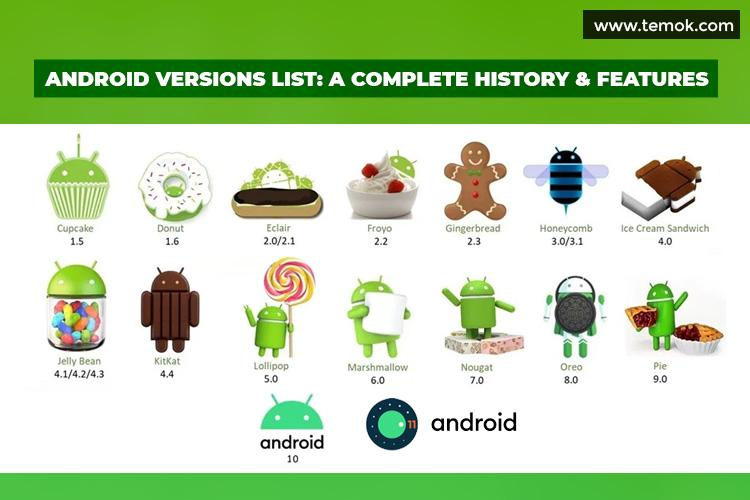 www.temok.com
ANDROID VERSIONS LIST: A COMPLETE HISTORY & FEATURES
Cupcake
1.5
Donut
1.6
Eclair
2.0/2.1
Froyo
2.2
Gingerbread
2.3
Honeycomb
3.0/3.1
Ice Cream Sandwich
4.0
Jelly Bean
4.1/4.2/4.3
KitKat
4.4
Lollipop
5.0
Marshmallow
6.0
Nougat
7.0
Oreo
8.0
Pie
9.0
android
10
11
android